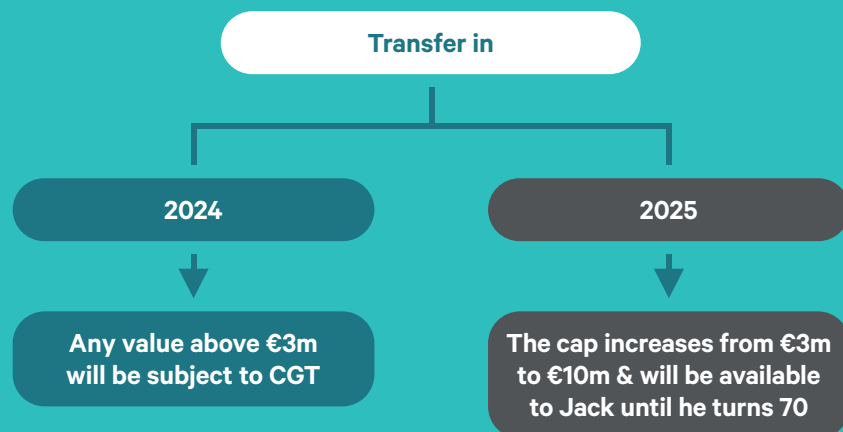 Transfer in
2024
2025
Any value above €3m
will be subject to CGT
The cap increases from €3m
to €10m & will be available
to Jack until he turns 70